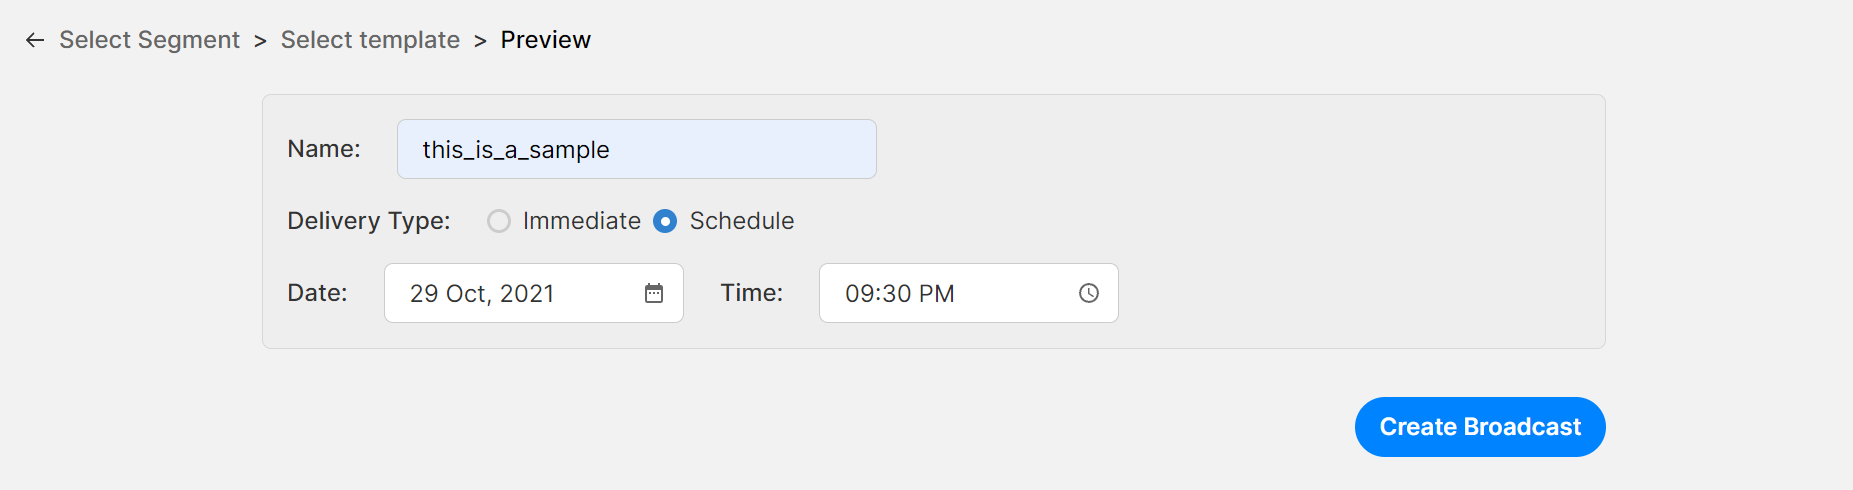 ← Select Segment > Select template > Preview
Name: this_is_a_sample
Delivery Type: Immediate Schedule
Date: 29 Oct, 2021 Time: 09:30 PM
Create Broadcast